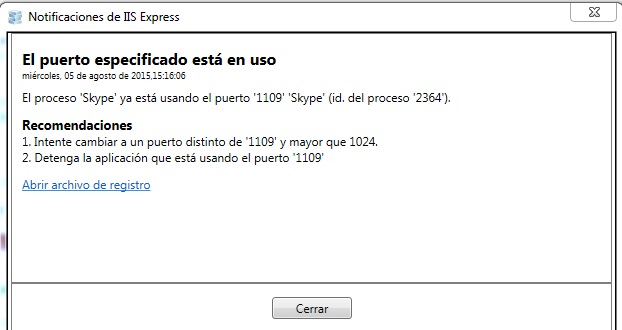 Notificaciones de IIS Express
El puerto especificado está en uso
miércoles, 05 de agosto de 2015,15:16:06
El proceso 'Skype' ya está usando el puerto '1109' 'Skype' (id. del proceso '2364').
Recomendaciones
1. Intente cambiar a un puerto distinto de '1109' y mayor que 1024.
2. Detenga la aplicación que está usando el puerto '1109'
Abrir archivo de registro
Cerrar